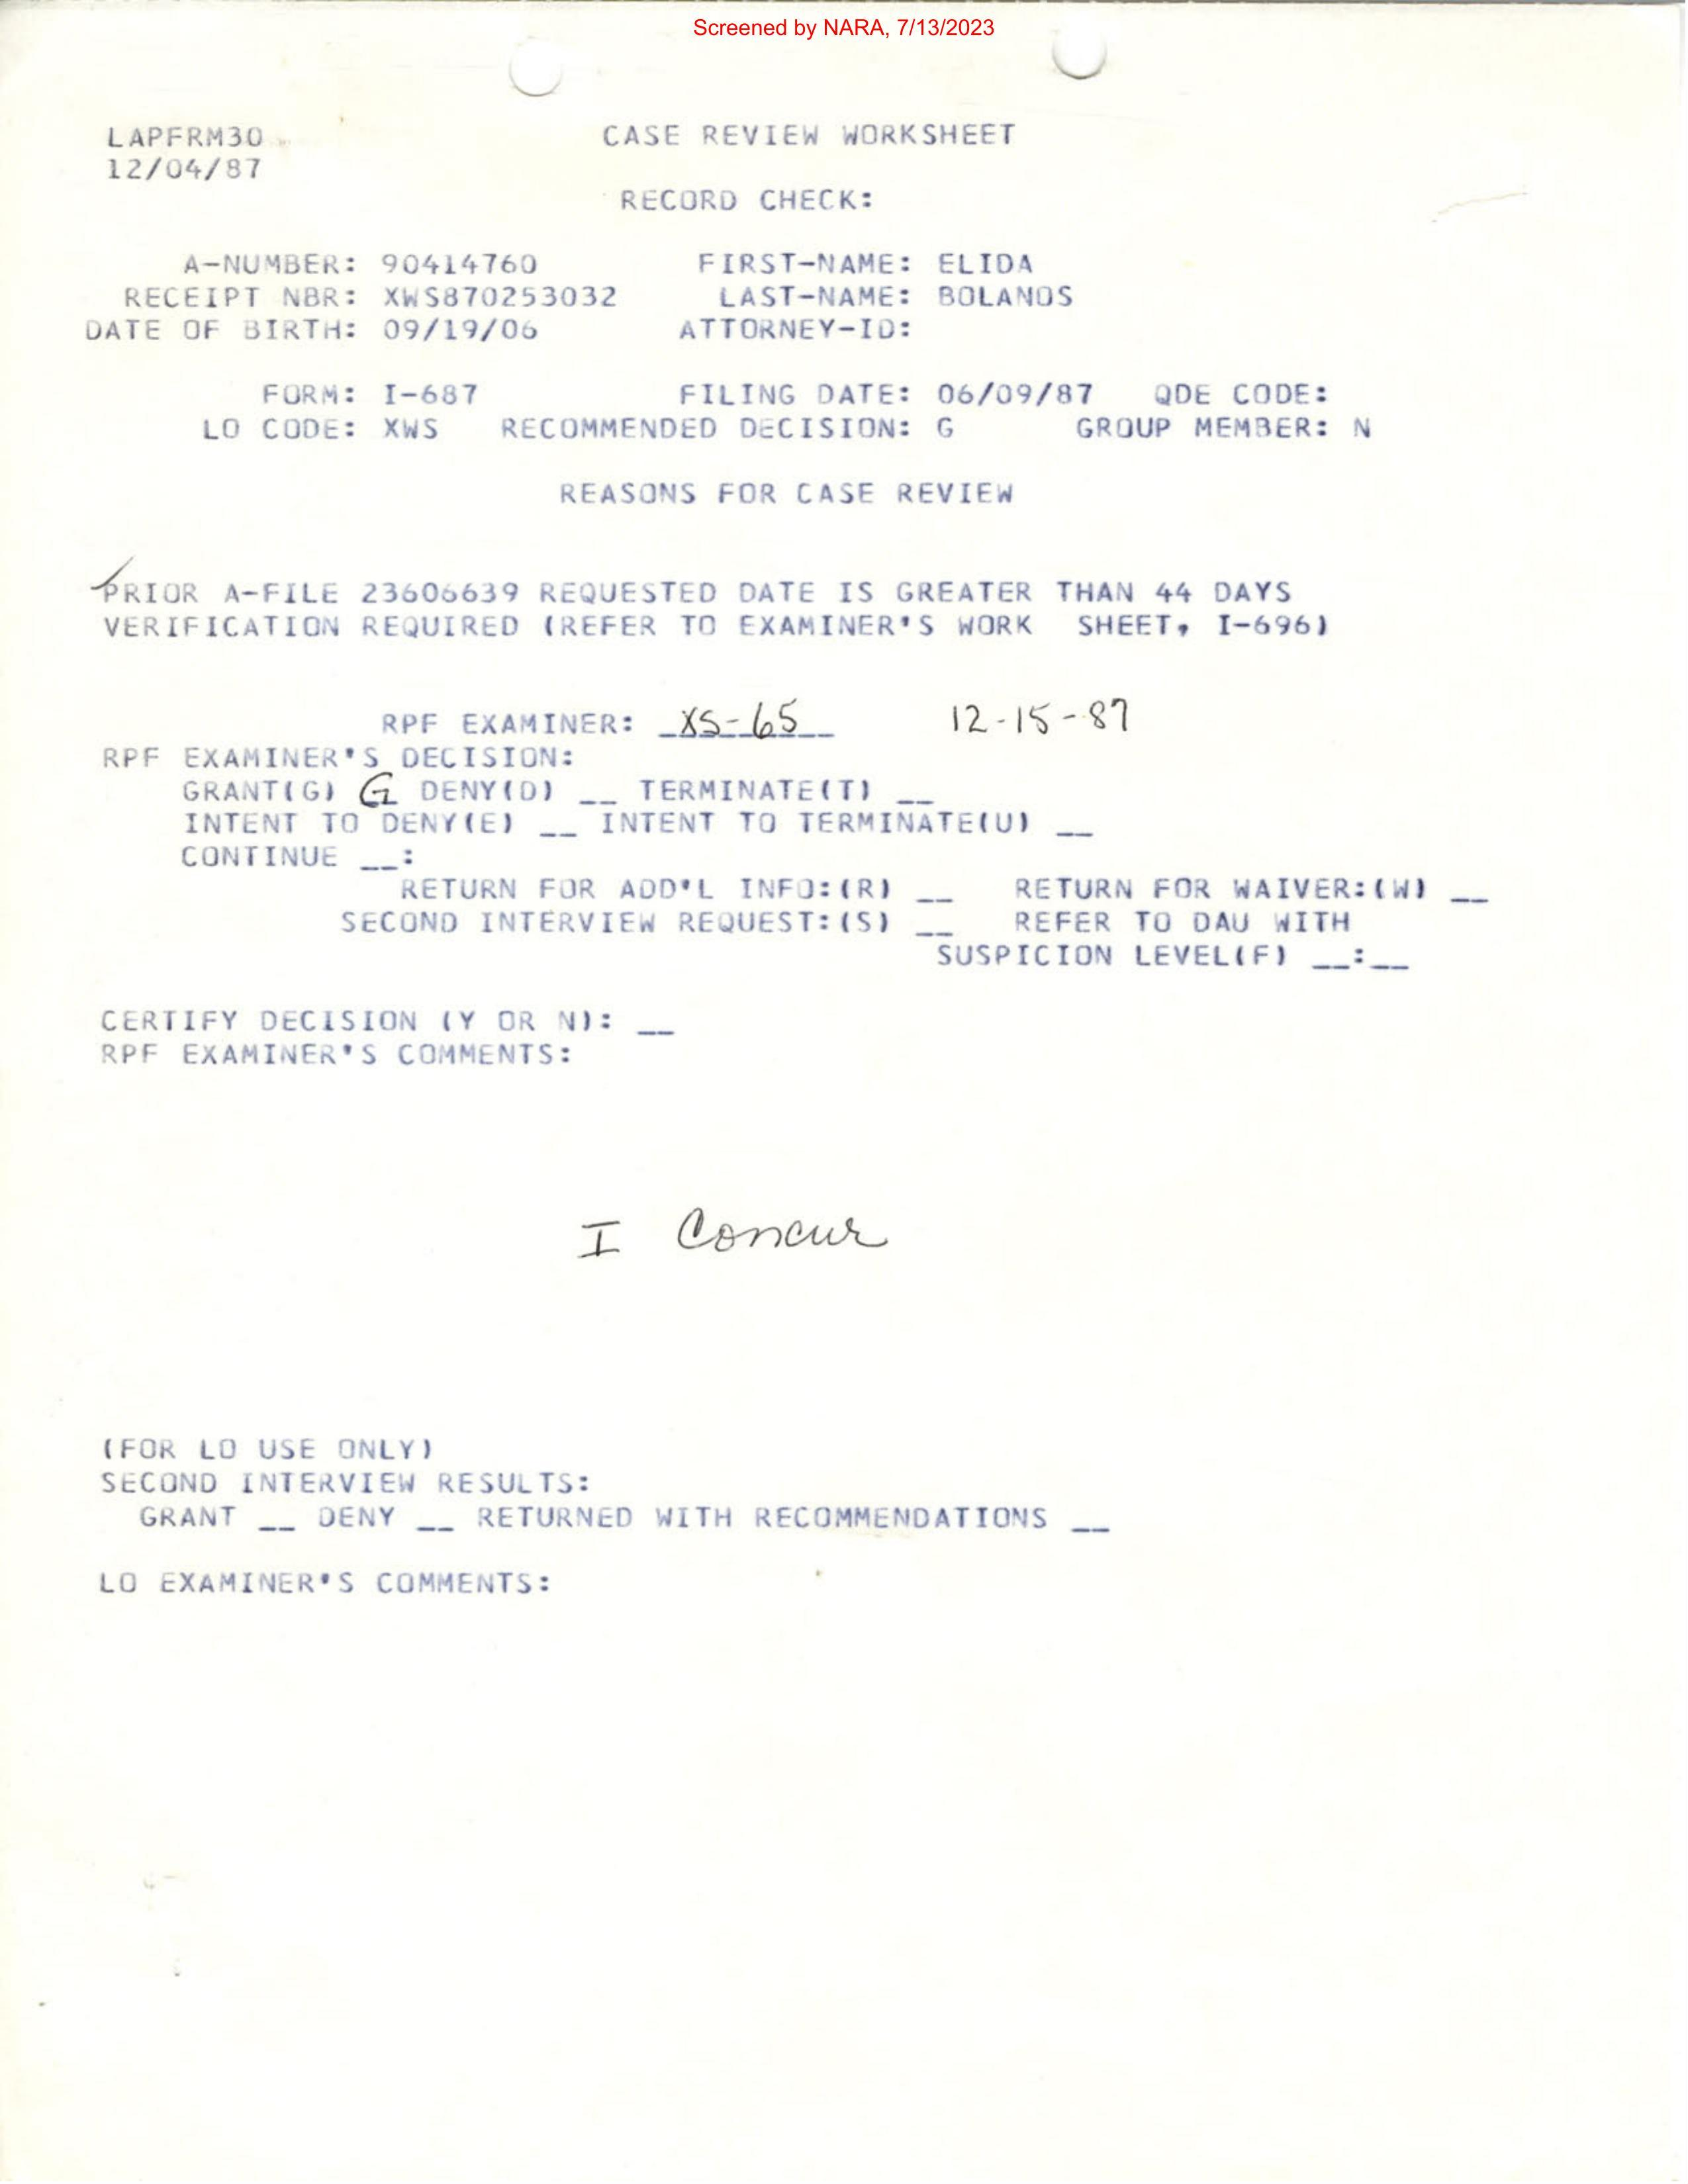 Screened by NARA, 7/13/2023
LAPFRM30 CASE REVIEW WORKSHEET
12/04/87
RECORD CHECK:
A-NUMBER: 90414760 FIRST-NAME: ELIDA
RECEIPT NBR: XWS870253032 LAST-NAME: BOLANOS
DATE OF BIRTH: 09/19/06 ATTORNEY-ID:
FORM: I-687 FILING DATE: 06/09/87 QDE CODE:
LO CODE: XWS RECOMMENDED DECISION: G GROUP MEMBER: N
REASONS FOR CASE REVIEW
PRIOR A-FILE 23606639 REQUESTED DATE IS GREATER THAN 44 DAYS
VERIFICATION REQUIRED (REFER TO EXAMINER'S WORK SHEET, I-696)
RPF EXAMINER: XS-65 12-15-87
RPF EXAMINER'S DECISION:
GRANT(G) G DENY(D) __ TERMINATE(T) __
INTENT TO DENY(E) __ INTENT TO TERMINATE(U) __
CONTINUE __:
RETURN FOR ADD'L INFO:(R) __ RETURN FOR WAIVER:(W) __
SECOND INTERVIEW REQUEST:(S) __ REFER TO DAU WITH
SUSPICION LEVEL(F) __:__
CERTIFY DECISION (Y OR N): __
RPF EXAMINER'S COMMENTS:
I Concur
(FOR LO USE ONLY)
SECOND INTERVIEW RESULTS:
GRANT __ DENY __ RETURNED WITH RECOMMENDATIONS __
LO EXAMINER'S COMMENTS: